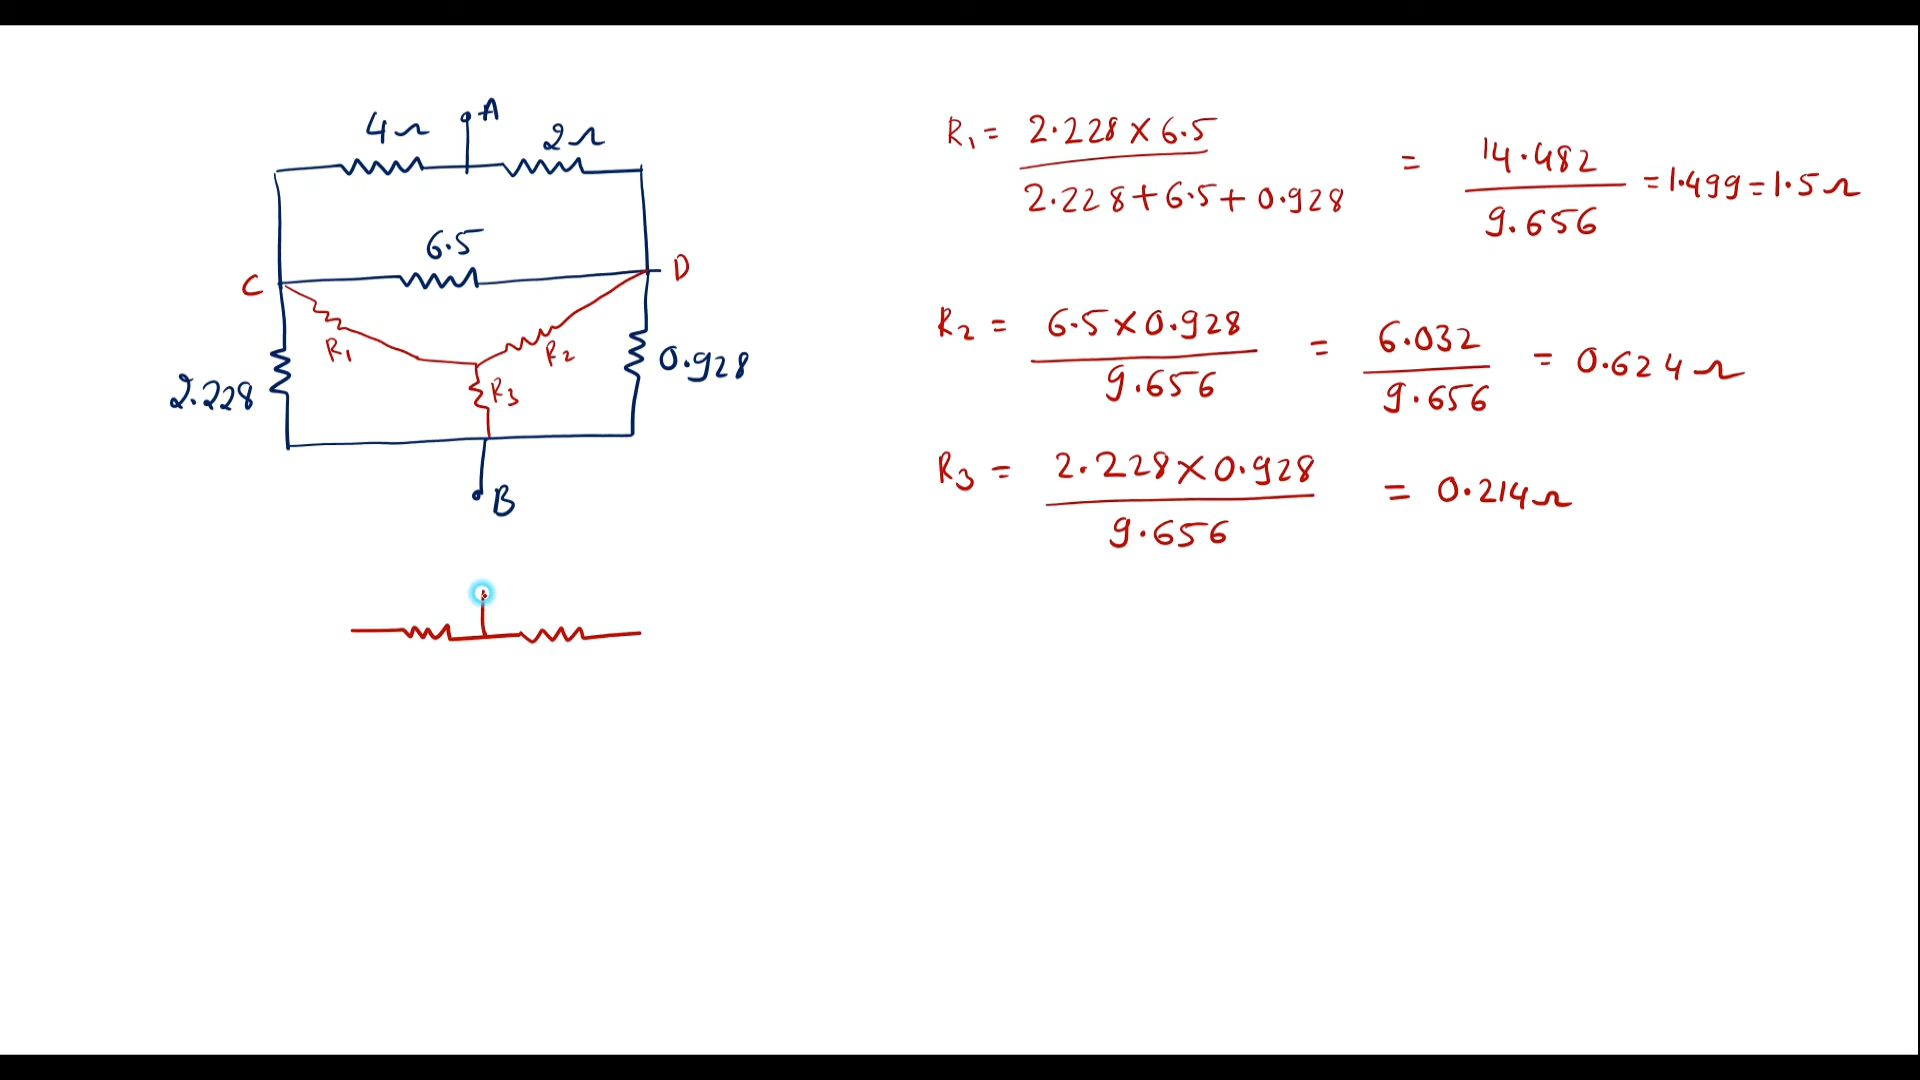 4Ω
A
2Ω
6.5
C
D
R1
R2
R3
2.228
0.928
B
R1 = 2.228 × 6.5 / 2.228 + 6.5 + 0.928 = 14.482 / 9.656 = 1.499 = 1.5Ω
R2 = 6.5 × 0.928 / 9.656 = 6.032 / 9.656 = 0.624Ω
R3 = 2.228 × 0.928 / 9.656 = 0.214Ω